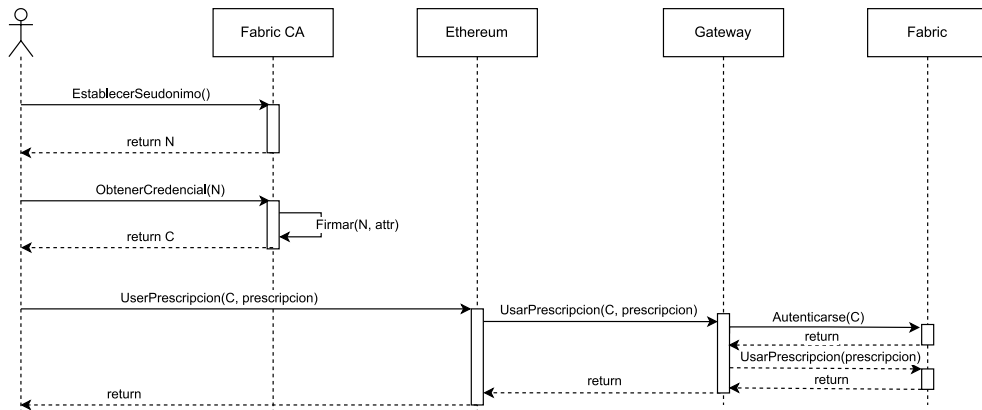 Fabric CA
Ethereum
Gateway
Fabric
EstablecerSeudonimo()
return N
ObtenerCredencial(N)
Firmar(N, attr)
return C
UserPrescripcion(C, prescripcion)
UsarPrescripcion(C, prescripcion)
Autenticarse(C)
return
UsarPrescripcion(prescripcion)
return
return
return